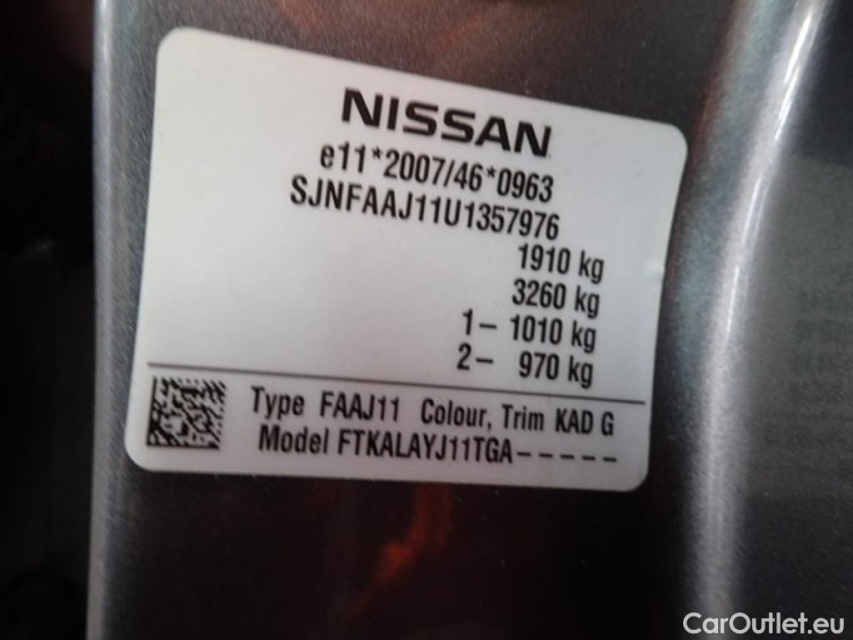 NISSAN
e11*2007/46*0963
SJNFAAJ11U1357976
1910 kg
3260 kg
1– 1010 kg
2– 970 kg
Type FAAJ11 Colour, Trim KAD G
Model FTKALAYJ11TGA-----
CarOutlet.eu